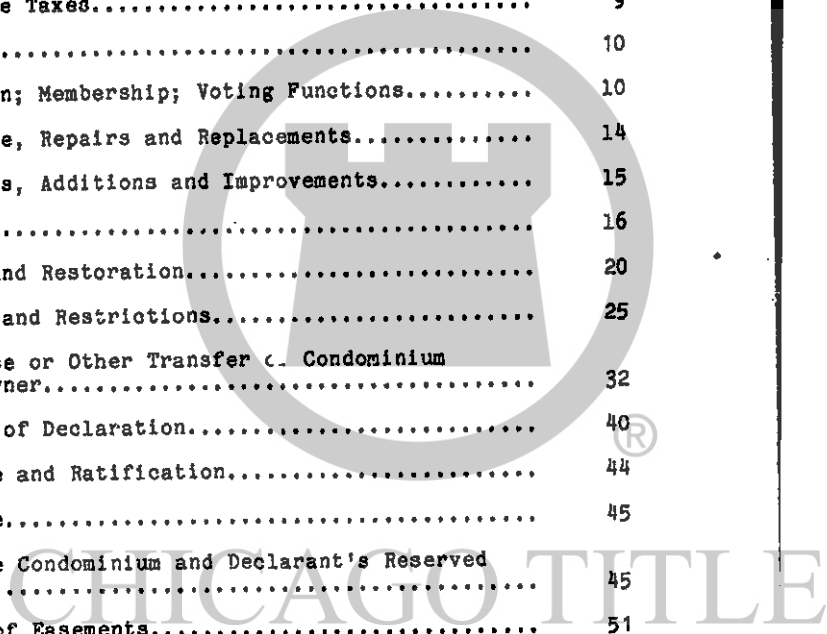 e Taxes.................................. 9
......................................... 10
n; Membership; Voting Functions.......... 10
e, Repairs and Replacements.............. 14
s, Additions and Improvements............ 15
......................................... 16
nd Restoration........................... 20
and Restrictions......................... 25
se or Other Transfer Condominium
ner...................................... 32
of Declaration........................... 40
®
e and Ratification....................... 44
e........................................ 45
e Condominium and Declarant's Reserved
......................................... 45
CHICAGO TITLE
of Easements............................. 51